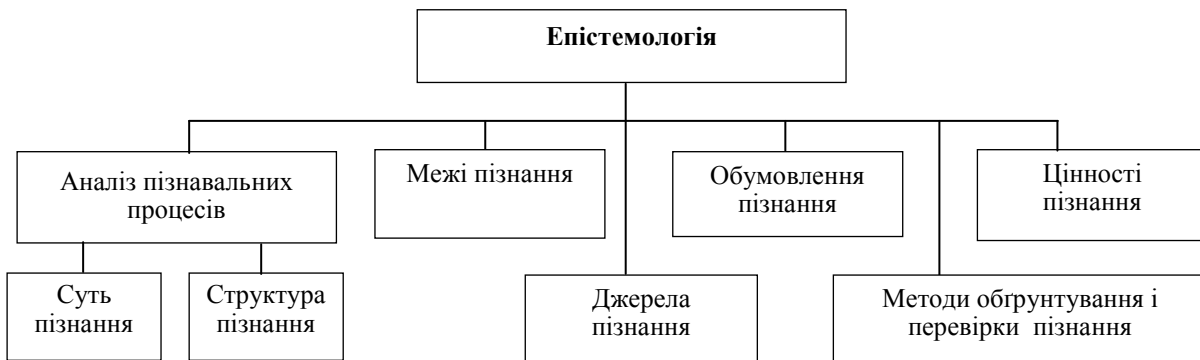 Епістемологія
Аналіз пізнавальних
процесів
Межі пізнання
Обумовлення
пізнання
Цінності
пізнання
Суть
пізнання
Структура
пізнання
Джерела
пізнання
Методи обґрунтування і
перевірки пізнання